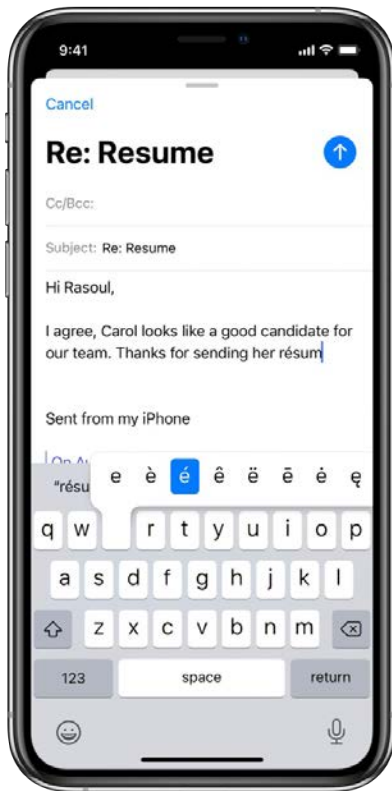 9:41
Cancel
Re: Resume
Cc/Bcc:
Subject: Re: Resume
Hi Rasoul,
I agree, Carol looks like a good candidate for
our team. Thanks for sending her résum
Sent from my iPhone
On
"résu
e è é ê ë ē ė ę
q w r t y u i o p
a s d f g h j k l
z x c v b n m
123 space return